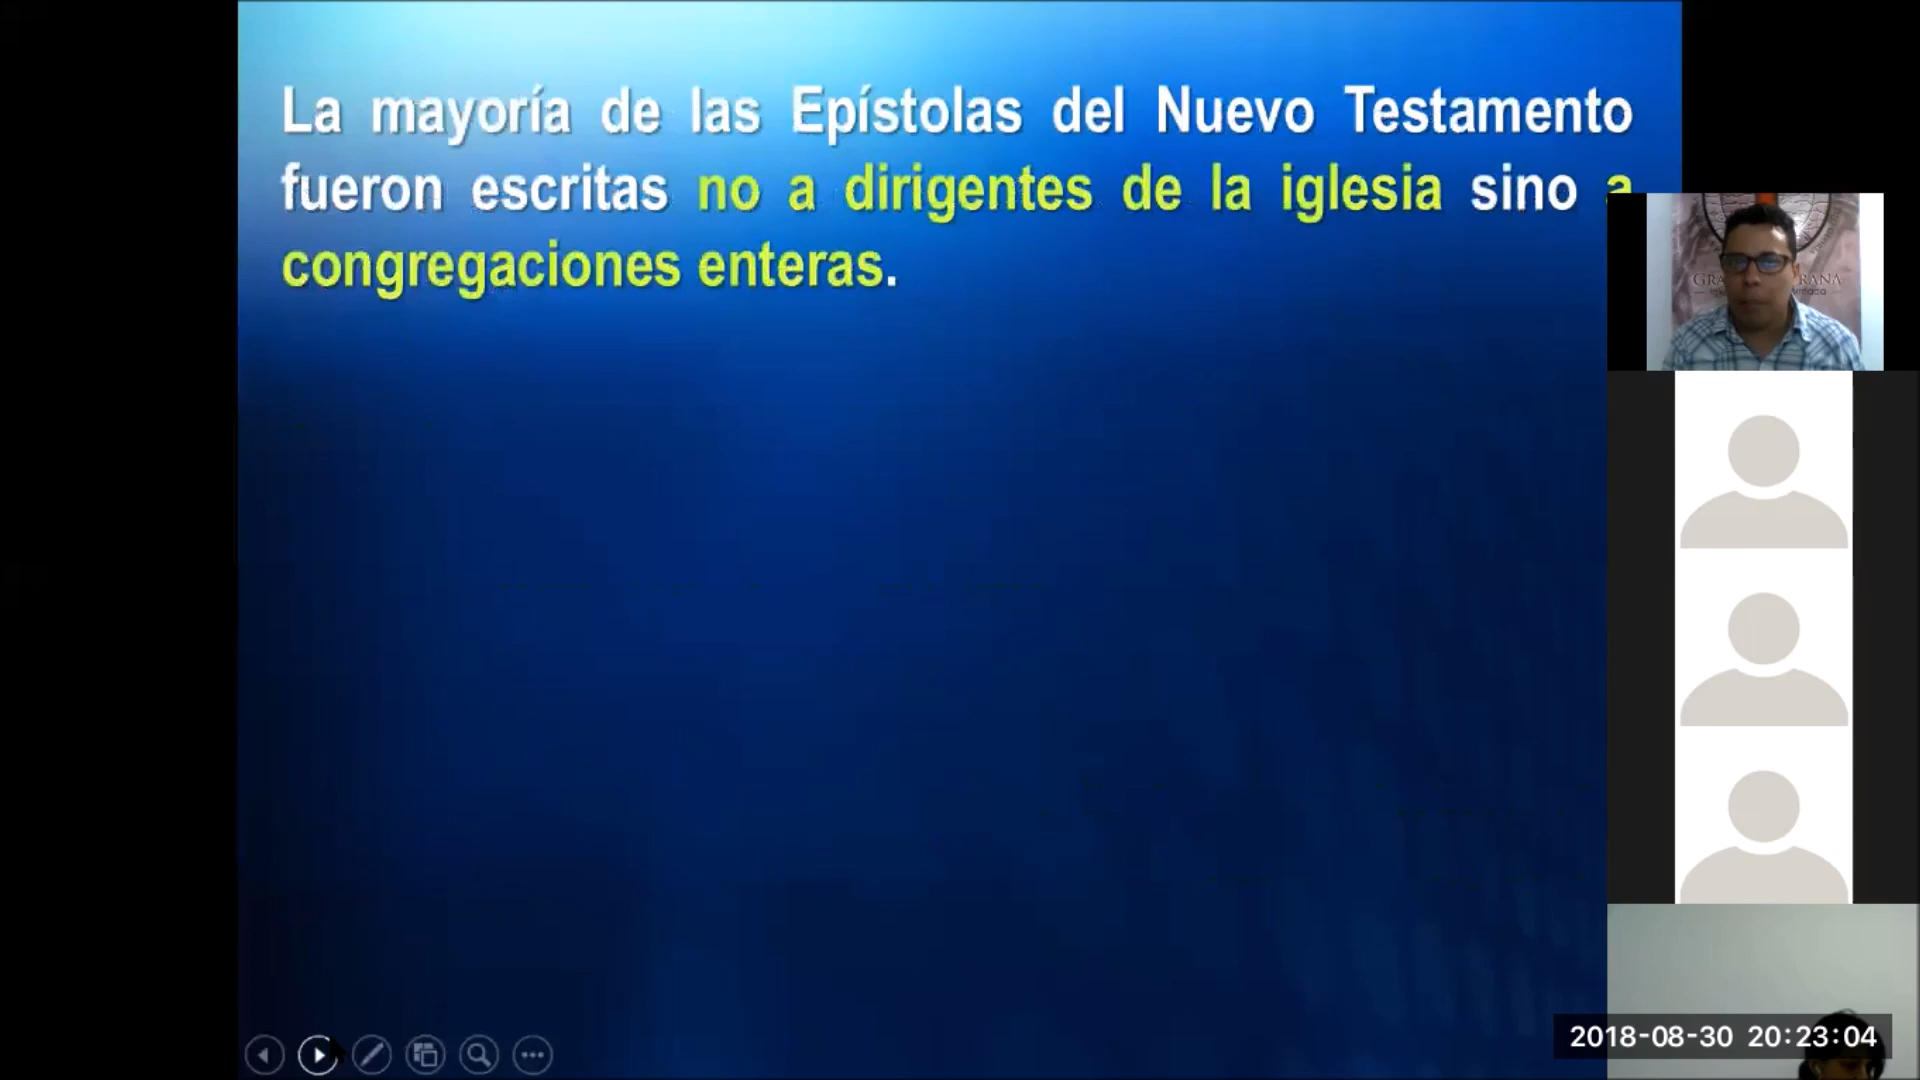 La mayoría de las Epístolas del Nuevo Testamento
fueron escritas no a dirigentes de la iglesia sino a
congregaciones enteras.
2018-08-30 20:23:04